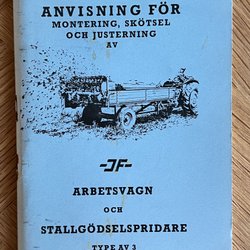 ANVISNING FÖR
MONTERING, SKÖTSEL
OCH JUSTERNING
AV
JF
ARBETSVAGN
OCH
STALLGÖDSELSPRIDARE
TYPE AV 3